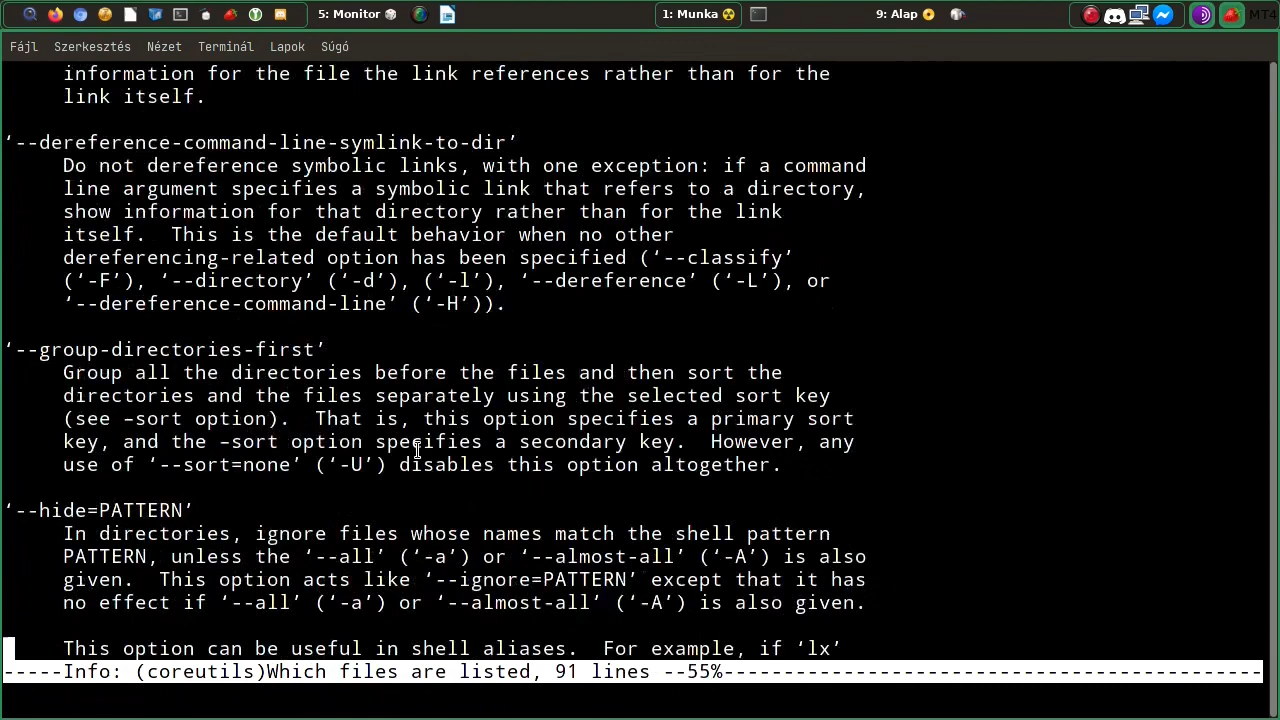 5: Monitor
1: Munka
9: Alap
MT4
Fájl Szerkesztés Nézet Terminál Lapok Súgó
information for the file the link references rather than for the
link itself.
‘--dereference-command-line-symlink-to-dir’
Do not dereference symbolic links, with one exception: if a command
line argument specifies a symbolic link that refers to a directory,
show information for that directory rather than for the link
itself.  This is the default behavior when no other
dereferencing-related option has been specified (‘--classify’
(‘-F’), ‘--directory’ (‘-d’), (‘-l’), ‘--dereference’ (‘-L’), or
‘--dereference-command-line’ (‘-H’)).
‘--group-directories-first’
Group all the directories before the files and then sort the
directories and the files separately using the selected sort key
(see –sort option).  That is, this option specifies a primary sort
key, and the –sort option specifies a secondary key.  However, any
use of ‘--sort=none’ (‘-U’) disables this option altogether.
‘--hide=PATTERN’
In directories, ignore files whose names match the shell pattern
PATTERN, unless the ‘--all’ (‘-a’) or ‘--almost-all’ (‘-A’) is also
given.  This option acts like ‘--ignore=PATTERN’ except that it has
no effect if ‘--all’ (‘-a’) or ‘--almost-all’ (‘-A’) is also given.
This option can be useful in shell aliases.  For example, if ‘lx’
-----Info: (coreutils)Which files are listed, 91 lines --55%---------------------------------------------